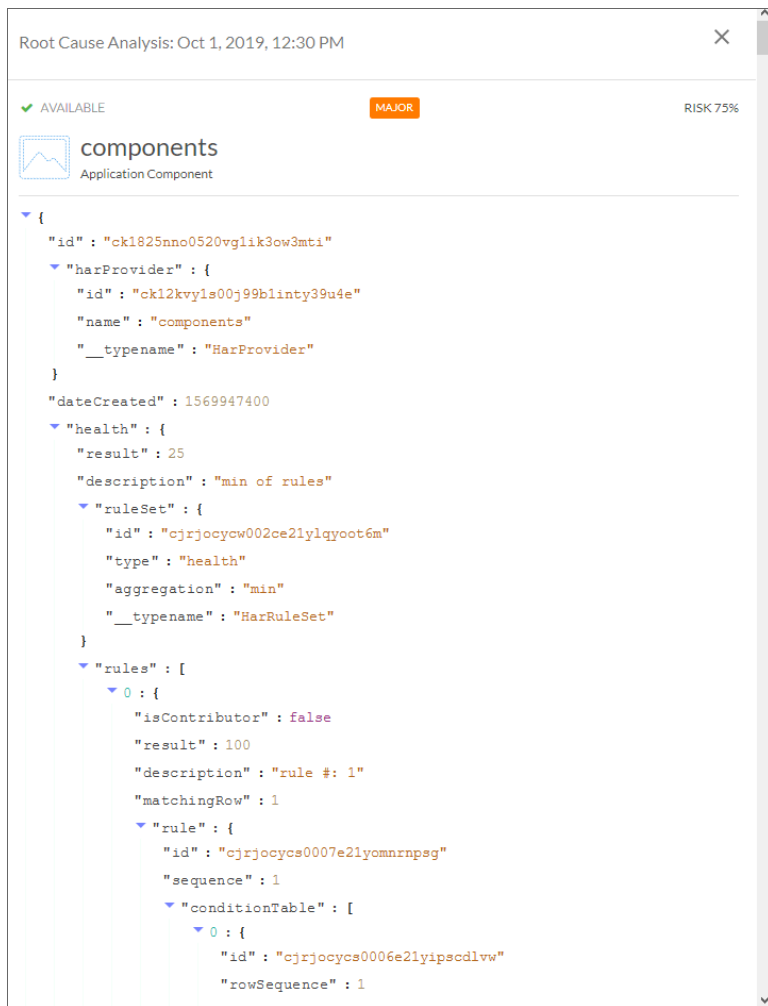 Root Cause Analysis: Oct 1, 2019, 12:30 PM
AVAILABLE MAJOR RISK 75%
components
Application Component
{
"id" : "ck1825nno0520vg1ik3ow3mti"
"harProvider" : {
"id" : "ck12kvy1s00j99b1inty39u4e"
"name" : "components"
"__typename" : "HarProvider"
}
"dateCreated" : 1569947400
"health" : {
"result" : 25
"description" : "min of rules"
"ruleSet" : {
"id" : "cjrjocycw002ce21ylqyoot6m"
"type" : "health"
"aggregation" : "min"
"__typename" : "HarRuleSet"
}
"rules" : [
0 : {
"isContributor" : false
"result" : 100
"description" : "rule #: 1"
"matchingRow" : 1
"rule" : {
"id" : "cjrjocycs0007e21yomnrnpsg"
"sequence" : 1
"conditionTable" : [
0 : {
"id" : "cjrjocycs0006e21yipscdlvw"
"rowSequence" : 1